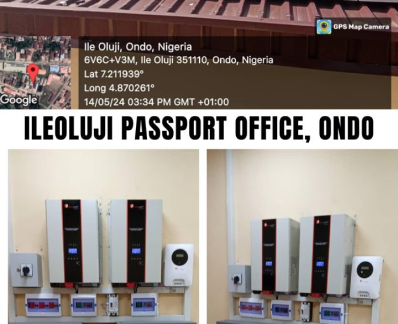 GPS Map Camera
Ile Oluji, Ondo, Nigeria
6V6C+V3M, Ile Oluji 351110, Ondo, Nigeria
Lat 7.211939°
Long 4.870261°
14/05/24 03:34 PM GMT +01:00
Google
ILEOLUJI PASSPORT OFFICE, ONDO